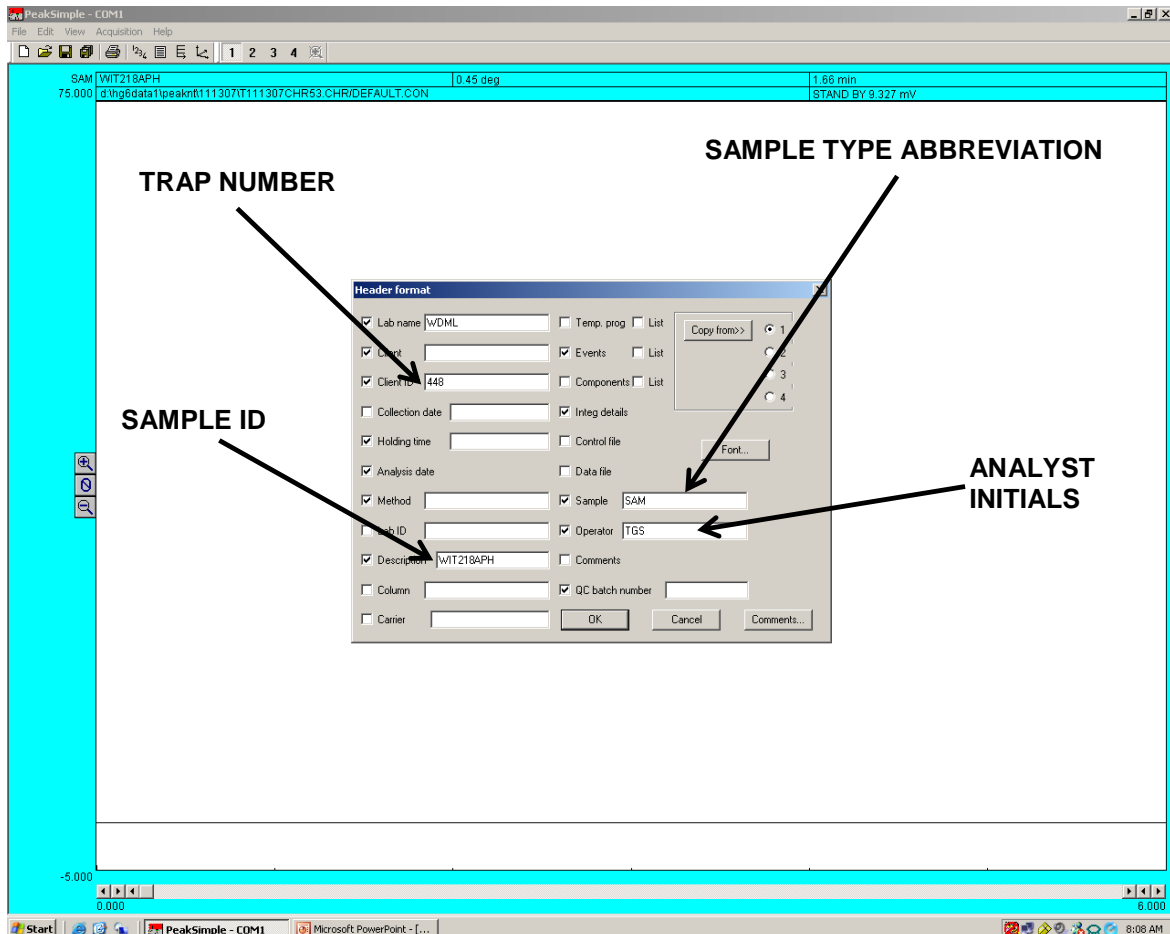 PeakSimple - COM1
File Edit View Acquisition Help
1 2 3 4
SAM WIT218APH 0.45 deg 1.66 min
75.000 d:\hg6data1\peaknt\111307\T111307CHR53.CHR/DEFAULT.CON STAND BY 9.327 mV
SAMPLE TYPE ABBREVIATION
TRAP NUMBER
Header format
Lab name WDML Temp. prog List Copy from>> 1
Client Events List 2
Client ID 448 Components List 3
4
SAMPLE ID
Collection date Integ details
Holding time Control file Font...
Analysis date Data file
ANALYST
INITIALS
Method Sample SAM
Lab ID Operator TGS
Description WIT218APH Comments
Column QC batch number
Carrier OK Cancel Comments...
-5.000
0.000 6.000
Start PeakSimple - COM1 Microsoft PowerPoint - [... 8:08 AM